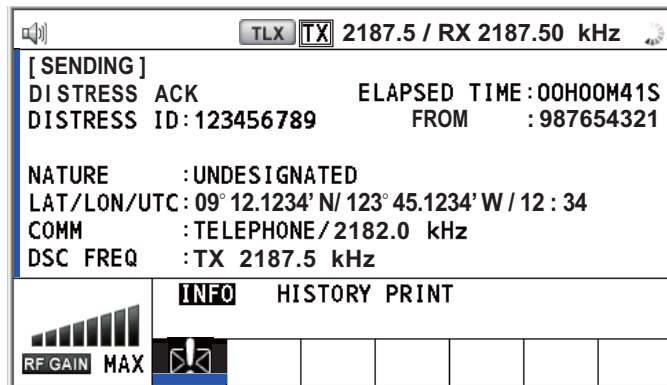 TLX TX 2187.5 / RX 2187.50 kHz
[ SENDING ]
DISTRESS ACK ELAPSED TIME:00H00M41S
DISTRESS ID:123456789 FROM : 987654321
NATURE :UNDESIGNATED
LAT/LON/UTC: 09° 12.1234' N/ 123° 45.1234' W / 12 : 34
COMM :TELEPHONE/2182.0 kHz
DSC FREQ :TX 2187.5 kHz
INFO HISTORY PRINT
RF GAIN MAX